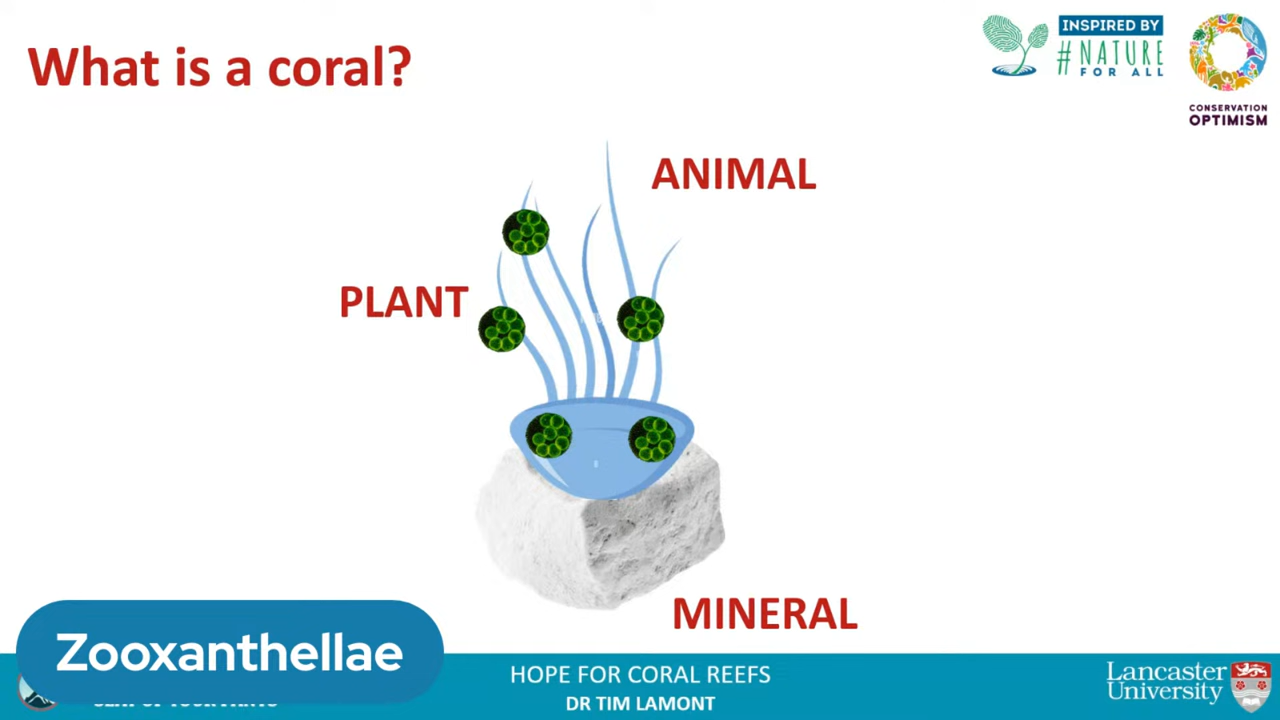 What is a coral?
INSPIRED BY
#NATURE
FOR ALL
CONSERVATION
OPTIMISM
ANIMAL
PLANT
MINERAL
Zooxanthellae
HOPE FOR CORAL REEFS
DR TIM LAMONT
Lancaster
University